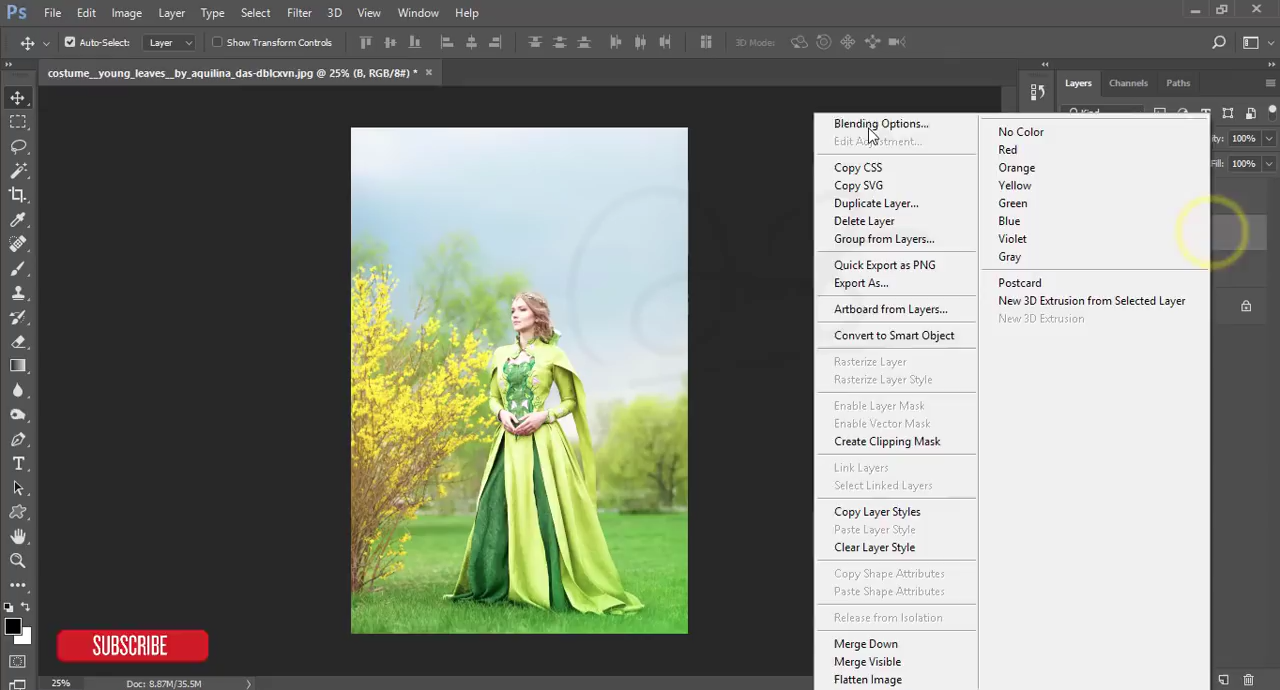 Ps File Edit Image Layer Type Select Filter 3D View Window Help
Auto-Select: Layer Show Transform Controls 3D Mode:
costume__young_leaves__by_aquilina_das-dblcxvn.jpg @ 25% (B, RGB/8#) * ×
Layers Channels Paths
Kind
100%
Fill: 100%
Blending Options...
Edit Adjustment...
Copy CSS
Copy SVG
Duplicate Layer...
Delete Layer
Group from Layers...
Quick Export as PNG
Export As...
Artboard from Layers...
Convert to Smart Object
Rasterize Layer
Rasterize Layer Style
Enable Layer Mask
Enable Vector Mask
Create Clipping Mask
Link Layers
Select Linked Layers
Copy Layer Styles
Paste Layer Style
Clear Layer Style
Copy Shape Attributes
Paste Shape Attributes
Release from Isolation
Merge Down
Merge Visible
Flatten Image
No Color
Red
Orange
Yellow
Green
Blue
Violet
Gray
Postcard
New 3D Extrusion from Selected Layer
New 3D Extrusion
SUBSCRIBE
25% Doc: 8.87M/35.5M